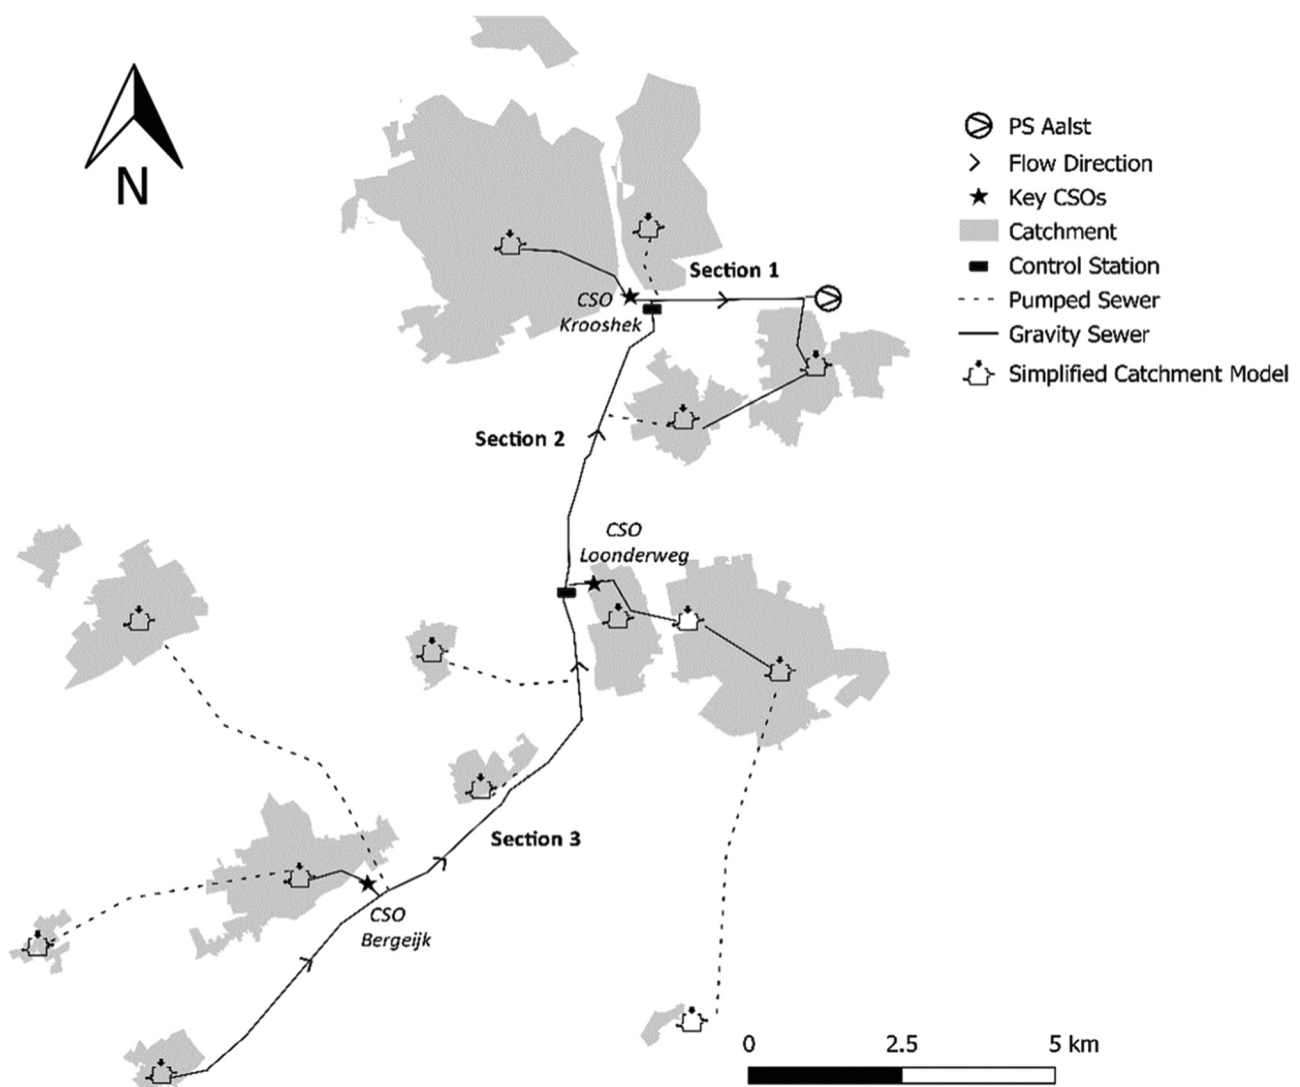 N
PS Aalst
Flow Direction
Key CSOs
Catchment
Control Station
Pumped Sewer
Gravity Sewer
Simplified Catchment Model
Section 1
CSO
Krooshek
Section 2
CSO
Loonderweg
Section 3
CSO
Bergeijk
0 2.5 5 km